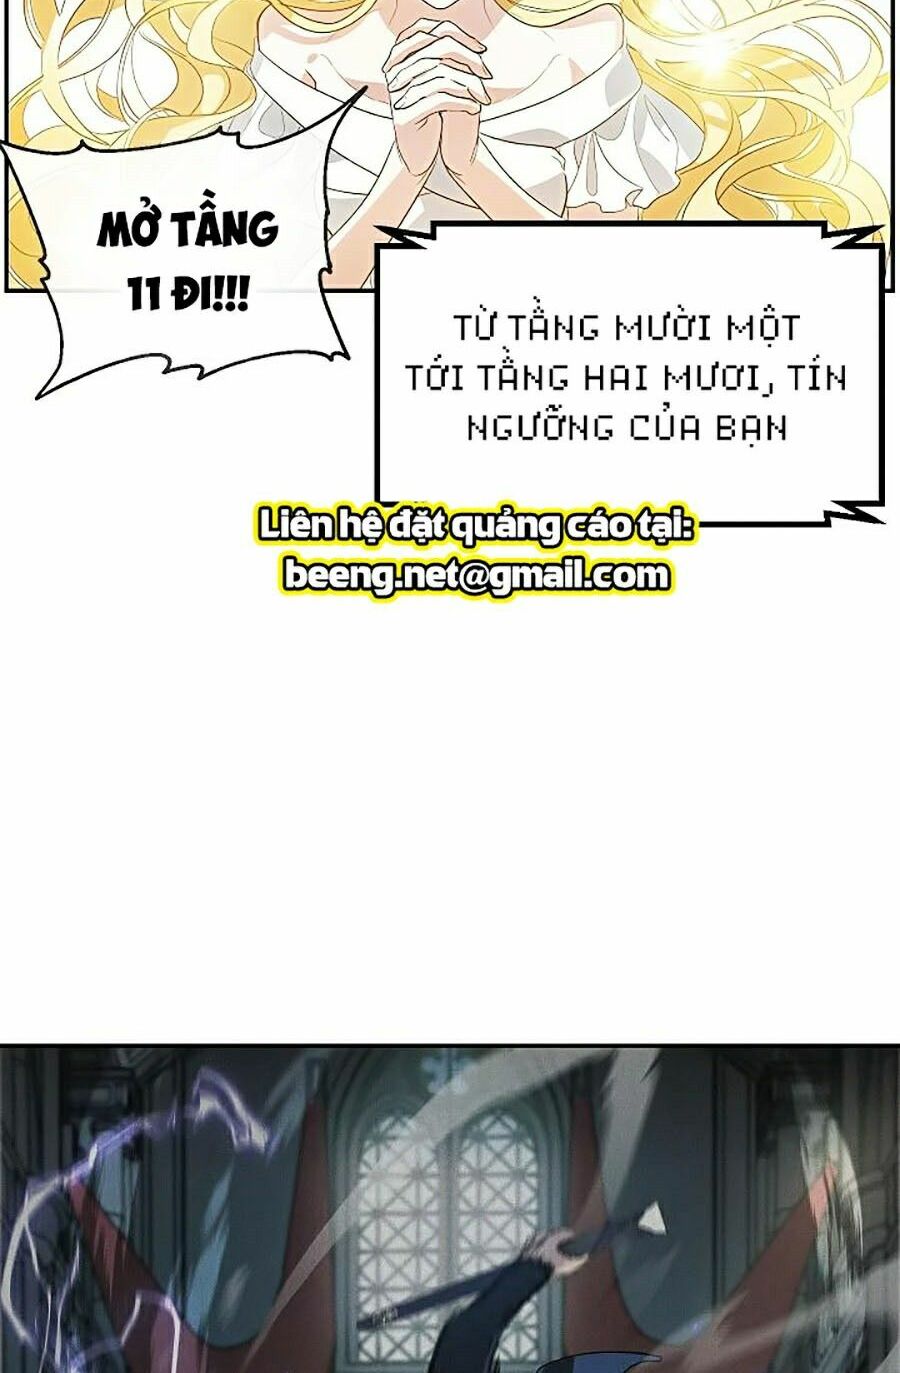 MỞ TẦNG
11 ĐI!!!
TỪ TẦNG MƯỜI MỘT
TỚI TẦNG HAI MƯƠI, TÍN
NGƯỠNG CỦA BẠN
Liên hệ đặt quảng cáo tại:
beeng.net@gmail.com